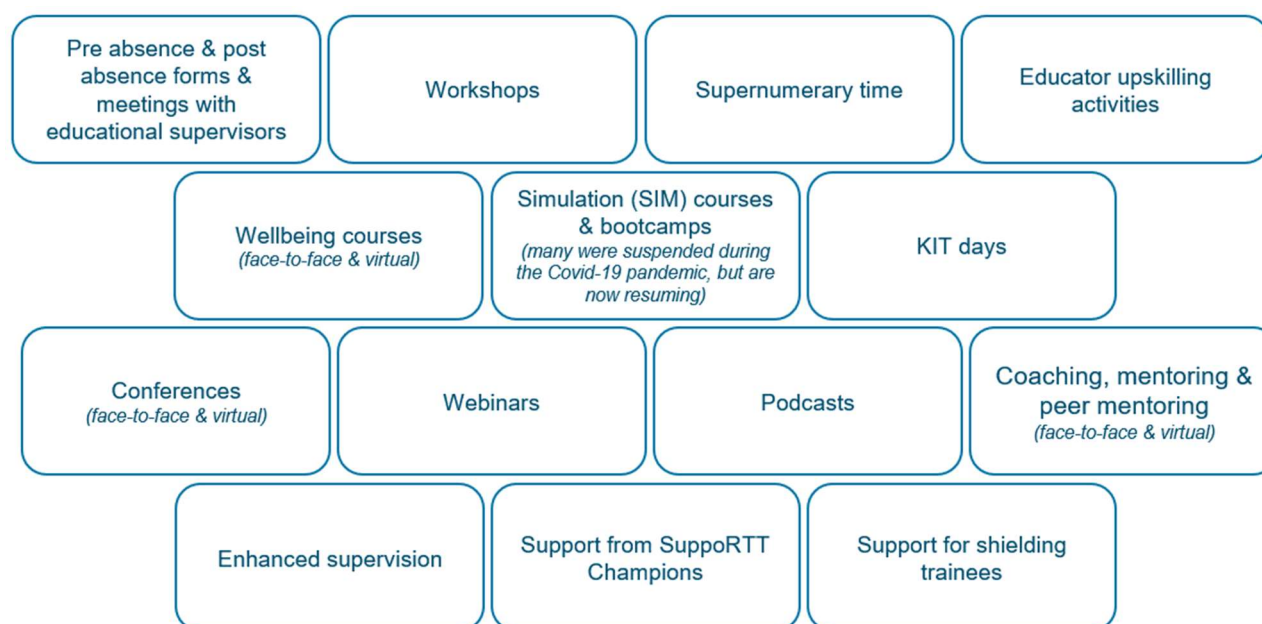 Pre absence & post
absence forms &
meetings with
educational supervisors
Workshops
Supernumerary time
Educator upskilling
activities
Wellbeing courses
(face-to-face & virtual)
Simulation (SIM) courses
& bootcamps
(many were suspended during
the Covid-19 pandemic, but are
now resuming)
KIT days
Conferences
(face-to-face & virtual)
Webinars
Podcasts
Coaching, mentoring &
peer mentoring
(face-to-face & virtual)
Enhanced supervision
Support from SuppoRTT
Champions
Support for shielding
trainees